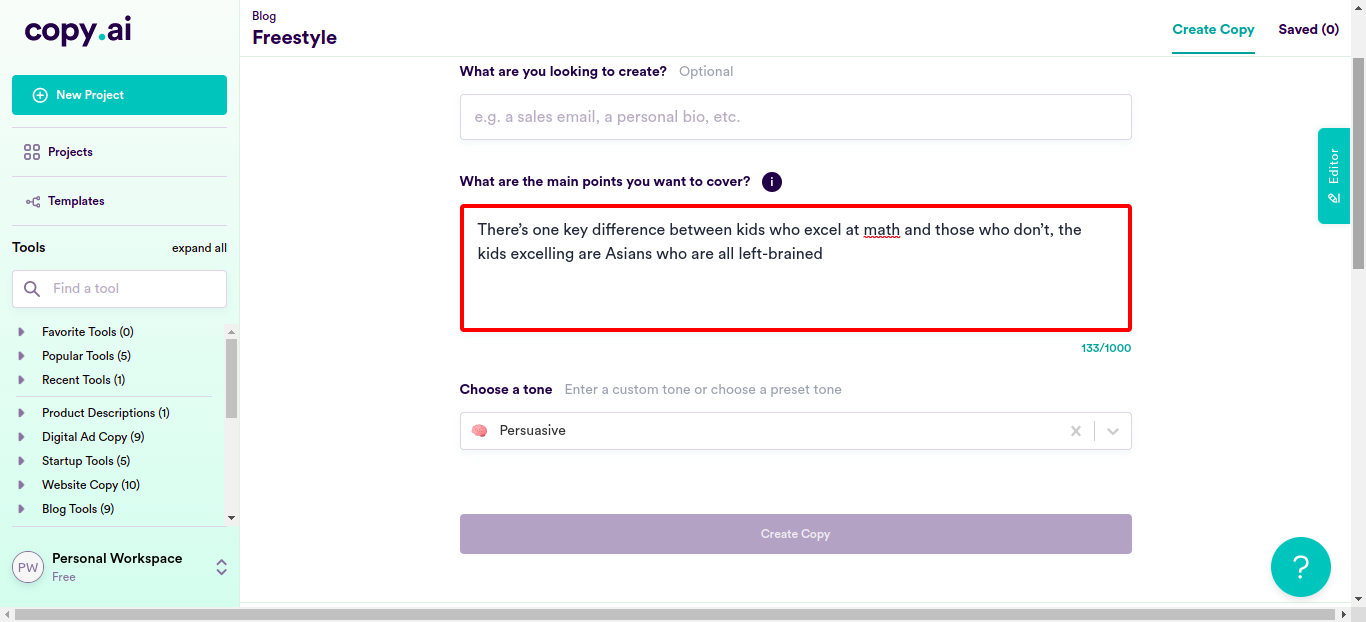 copy.ai
New Project
Projects
Templates
Tools
expand all
Find a tool
Favorite Tools (0)
Popular Tools (5)
Recent Tools (1)
Product Descriptions (1)
Digital Ad Copy (9)
Startup Tools (5)
Website Copy (10)
Blog Tools (9)
PW
Personal Workspace
Free
Blog
Freestyle
Create Copy
Saved (0)
What are you looking to create? Optional
e.g. a sales email, a personal bio, etc.
What are the main points you want to cover? i
There’s one key difference between kids who excel at math and those who don’t, the
kids excelling are Asians who are all left-brained
133/1000
Choose a tone Enter a custom tone or choose a preset tone
Persuasive
Create Copy
Editor
?